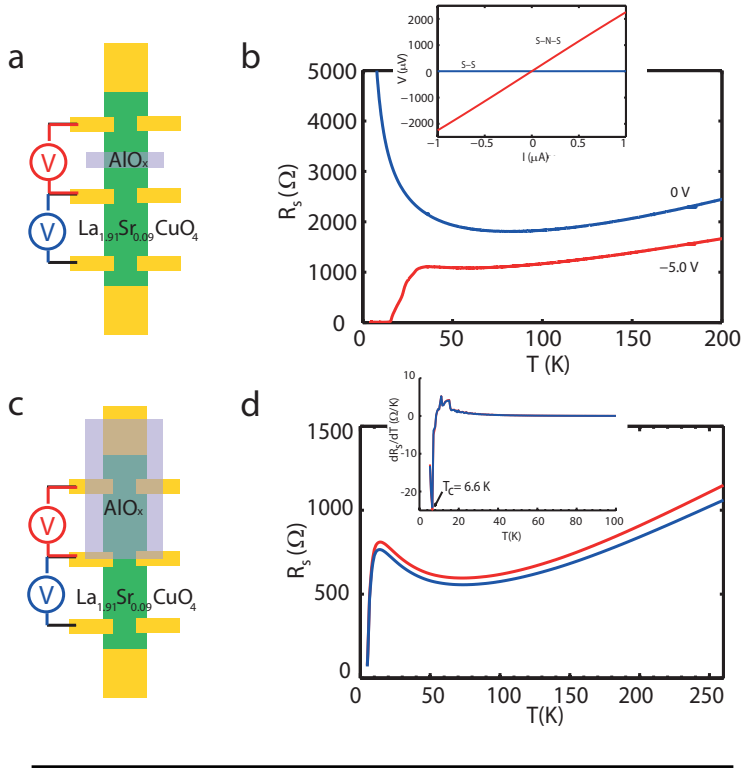 a
V
V
AlOx
La1.91Sr0.09CuO4
b
2000
1000
0
−1000
−2000
V (μV)
S−S
S−N−S
−1
−0.5
0
0.5
1
I (μA)
5000
4000
3000
2000
1000
0
Rs (Ω)
0 V
−5.0 V
0
50
100
150
200
T (K)
c
V
V
AlOx
La1.91Sr0.09CuO4
d
10
0
−10
−20
dRs/dT (Ω/K)
TC= 6.6 K
0
20
40
60
80
100
T(K)
1500
1000
500
0
Rs (Ω)
0
50
100
150
200
250
T(K)